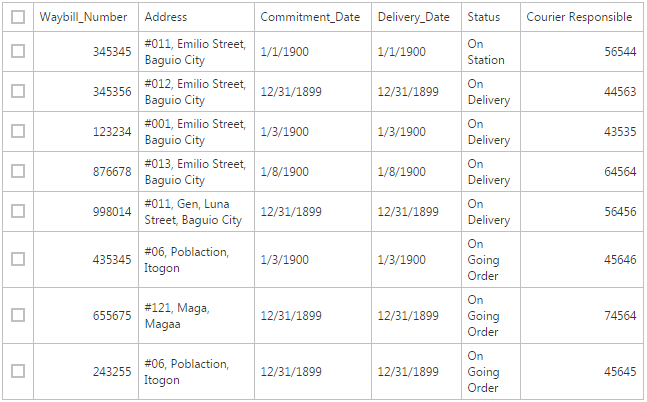 Waybill_Number Address Commitment_Date Delivery_Date Status Courier Responsible
345345 #011, Emilio Street, Baguio City 1/1/1900 1/1/1900 On Station 56544
345356 #012, Emilio Street, Baguio City 12/31/1899 12/31/1899 On Delivery 44563
123234 #001, Emilio Street, Baguio City 1/3/1900 1/3/1900 On Delivery 43535
876678 #013, Emilio Street, Baguio City 1/8/1900 1/8/1900 On Delivery 64564
998014 #011, Gen, Luna Street, Baguio City 12/31/1899 12/31/1899 On Delivery 56456
435345 #06, Poblaction, Itogon 1/3/1900 1/3/1900 On Going Order 45646
655675 #121, Maga, Magaa 12/31/1899 12/31/1899 On Going Order 74564
243255 #06, Poblaction, Itogon 12/31/1899 12/31/1899 On Going Order 45645